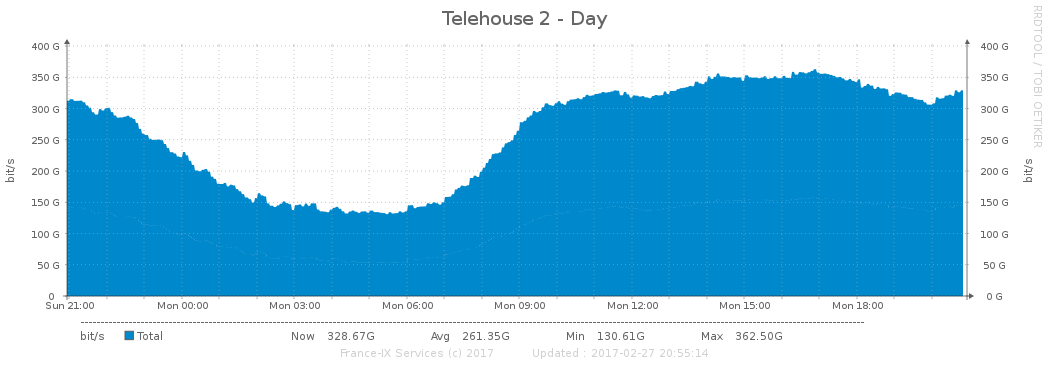 Telehouse 2 - Day
RRDTOOL / TOBI OETIKER
bit/s
400 G 400 G
350 G 350 G
300 G 300 G
250 G 250 G
200 G 200 G
150 G 150 G
100 G 100 G
50 G 50 G
0 0 G
bit/s
Sun 21:00 Mon 00:00 Mon 03:00 Mon 06:00 Mon 09:00 Mon 12:00 Mon 15:00 Mon 18:00
bit/s Total Now 328.67G Avg 261.35G Min 130.61G Max 362.50G
France-IX Services (c) 2017 Updated : 2017-02-27 20:55:14